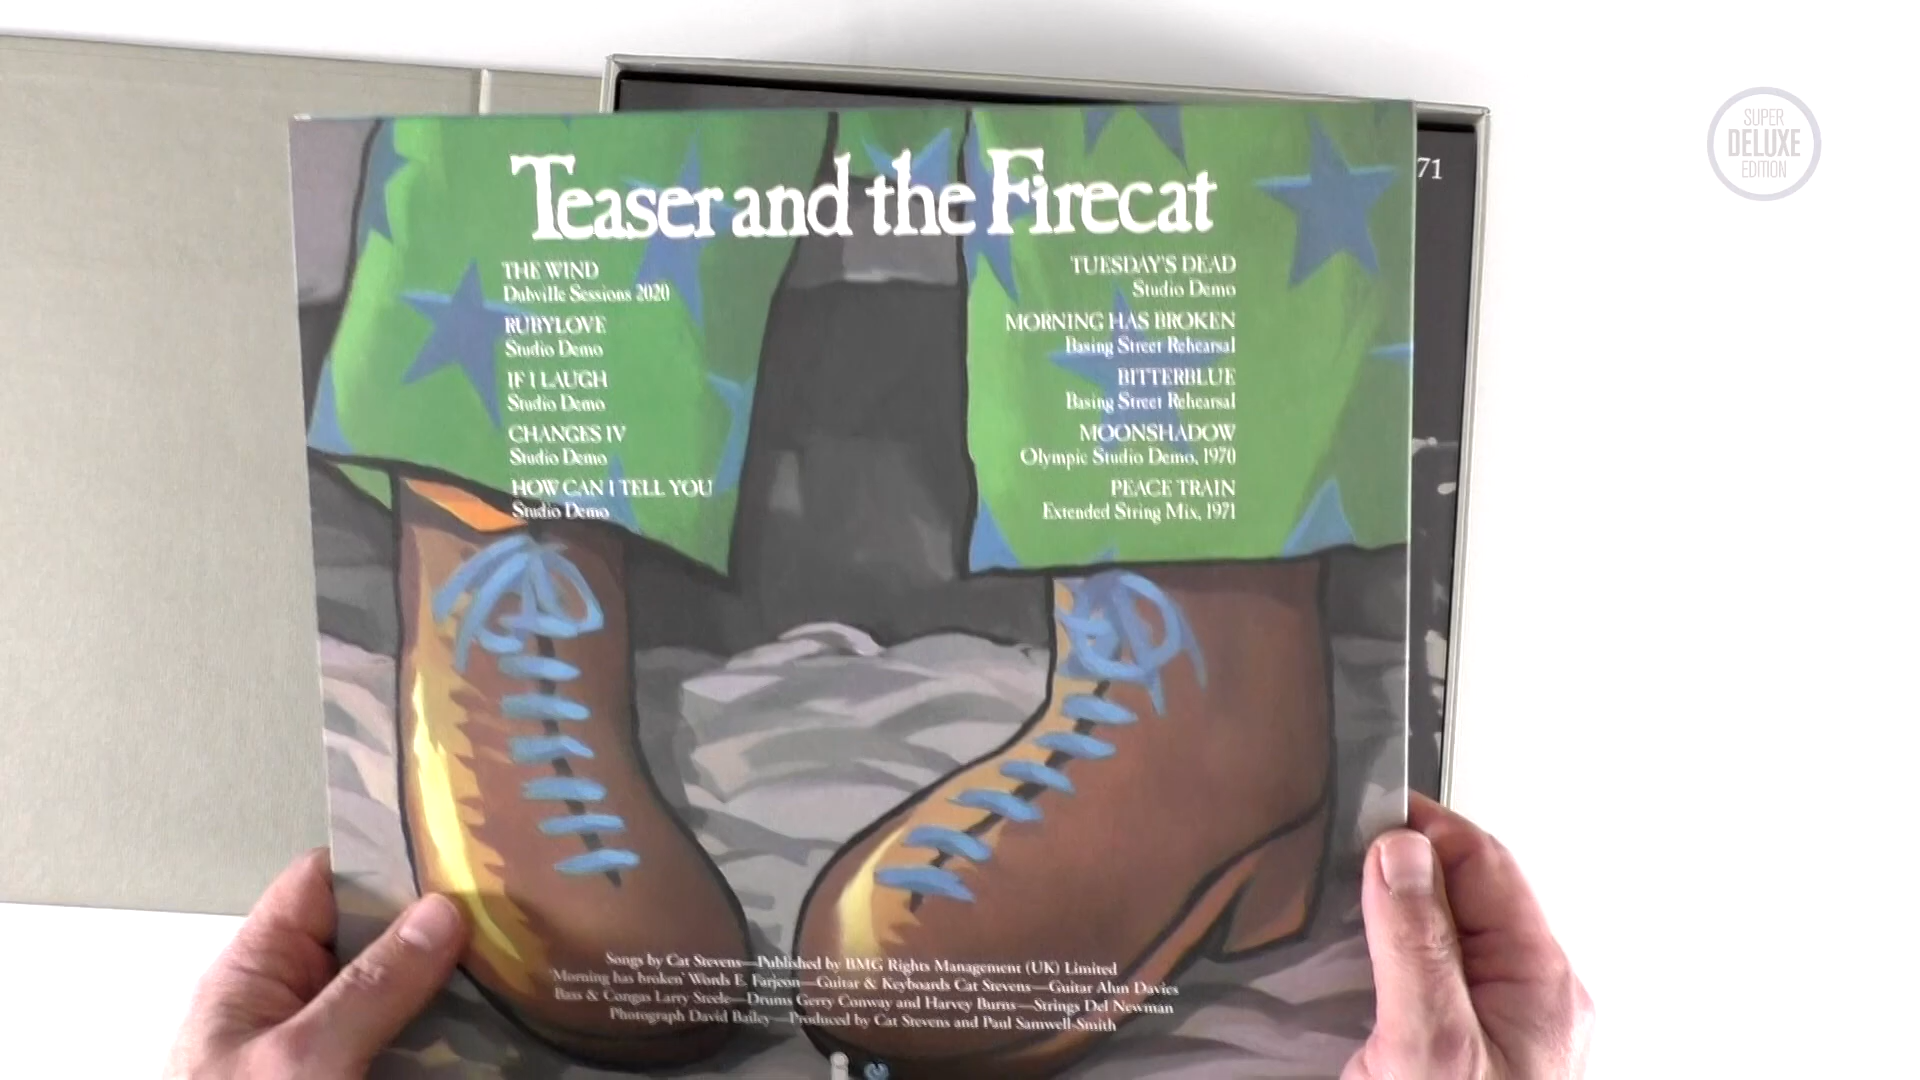 SUPER
DELUXE
EDITION
71
Teaser and the Firecat
THE WIND
Dubville Sessions 2020
RUBYLOVE
Studio Demo
IF I LAUGH
Studio Demo
CHANGES IV
Studio Demo
HOW CAN I TELL YOU
Studio Demo
TUESDAY'S DEAD
Studio Demo
MORNING HAS BROKEN
Basing Street Rehearsal
BITTERBLUE
Basing Street Rehearsal
MOONSHADOW
Olympic Studio Demo, 1970
PEACE TRAIN
Extended String Mix, 1971
Songs by Cat Stevens—Published by BMG Rights Management (UK) Limited
'Morning has broken' Words E. Farjeon—Guitar & Keyboards Cat Stevens—Guitar Alun Davies
Bass & Congas Larry Steele—Drums Gerry Conway and Harvey Burns—Strings Del Newman
Photograph David Bailey—Produced by Cat Stevens and Paul Samwell-Smith